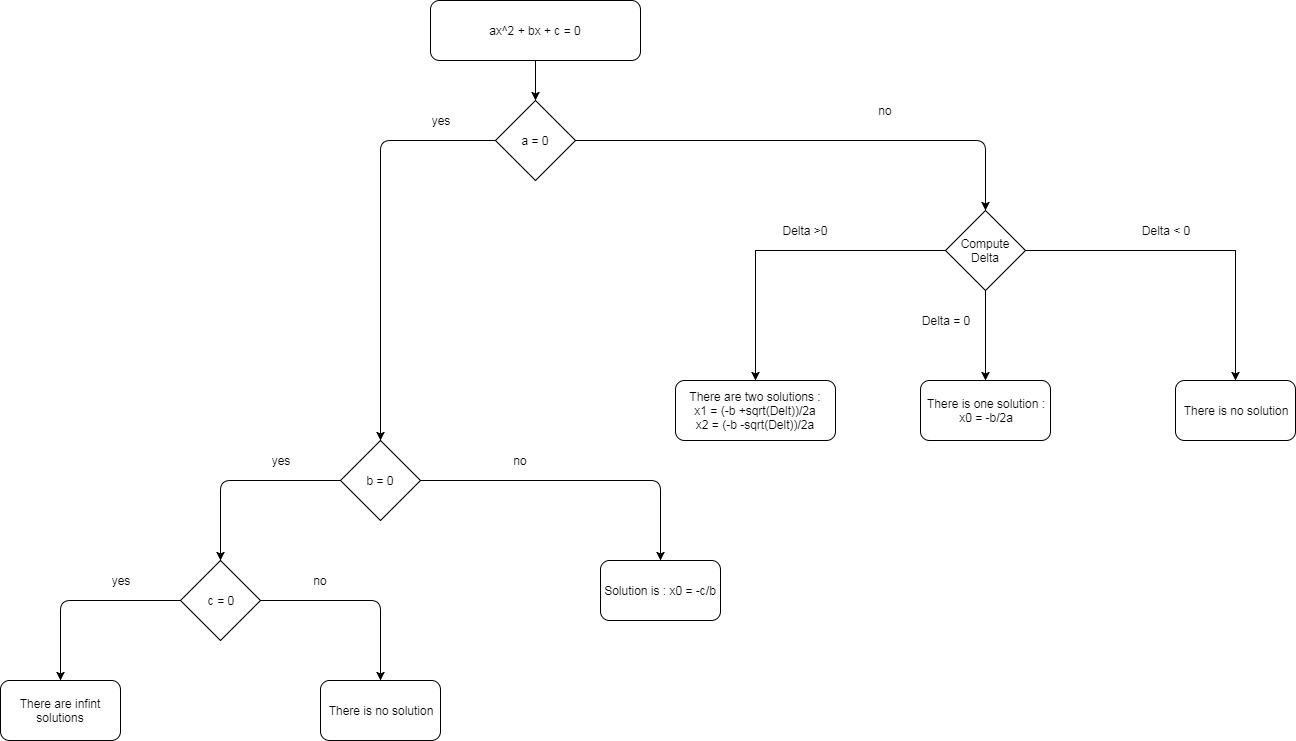 ax^2 + bx + c = 0
yes
no
a = 0
Delta >0
Compute
Delta
Delta < 0
Delta = 0
There are two solutions :
x1 = (-b +sqrt(Delt))/2a
x2 = (-b -sqrt(Delt))/2a
There is one solution :
x0 = -b/2a
There is no solution
yes
no
b = 0
yes
no
c = 0
Solution is : x0 = -c/b
There are infint
solutions
There is no solution